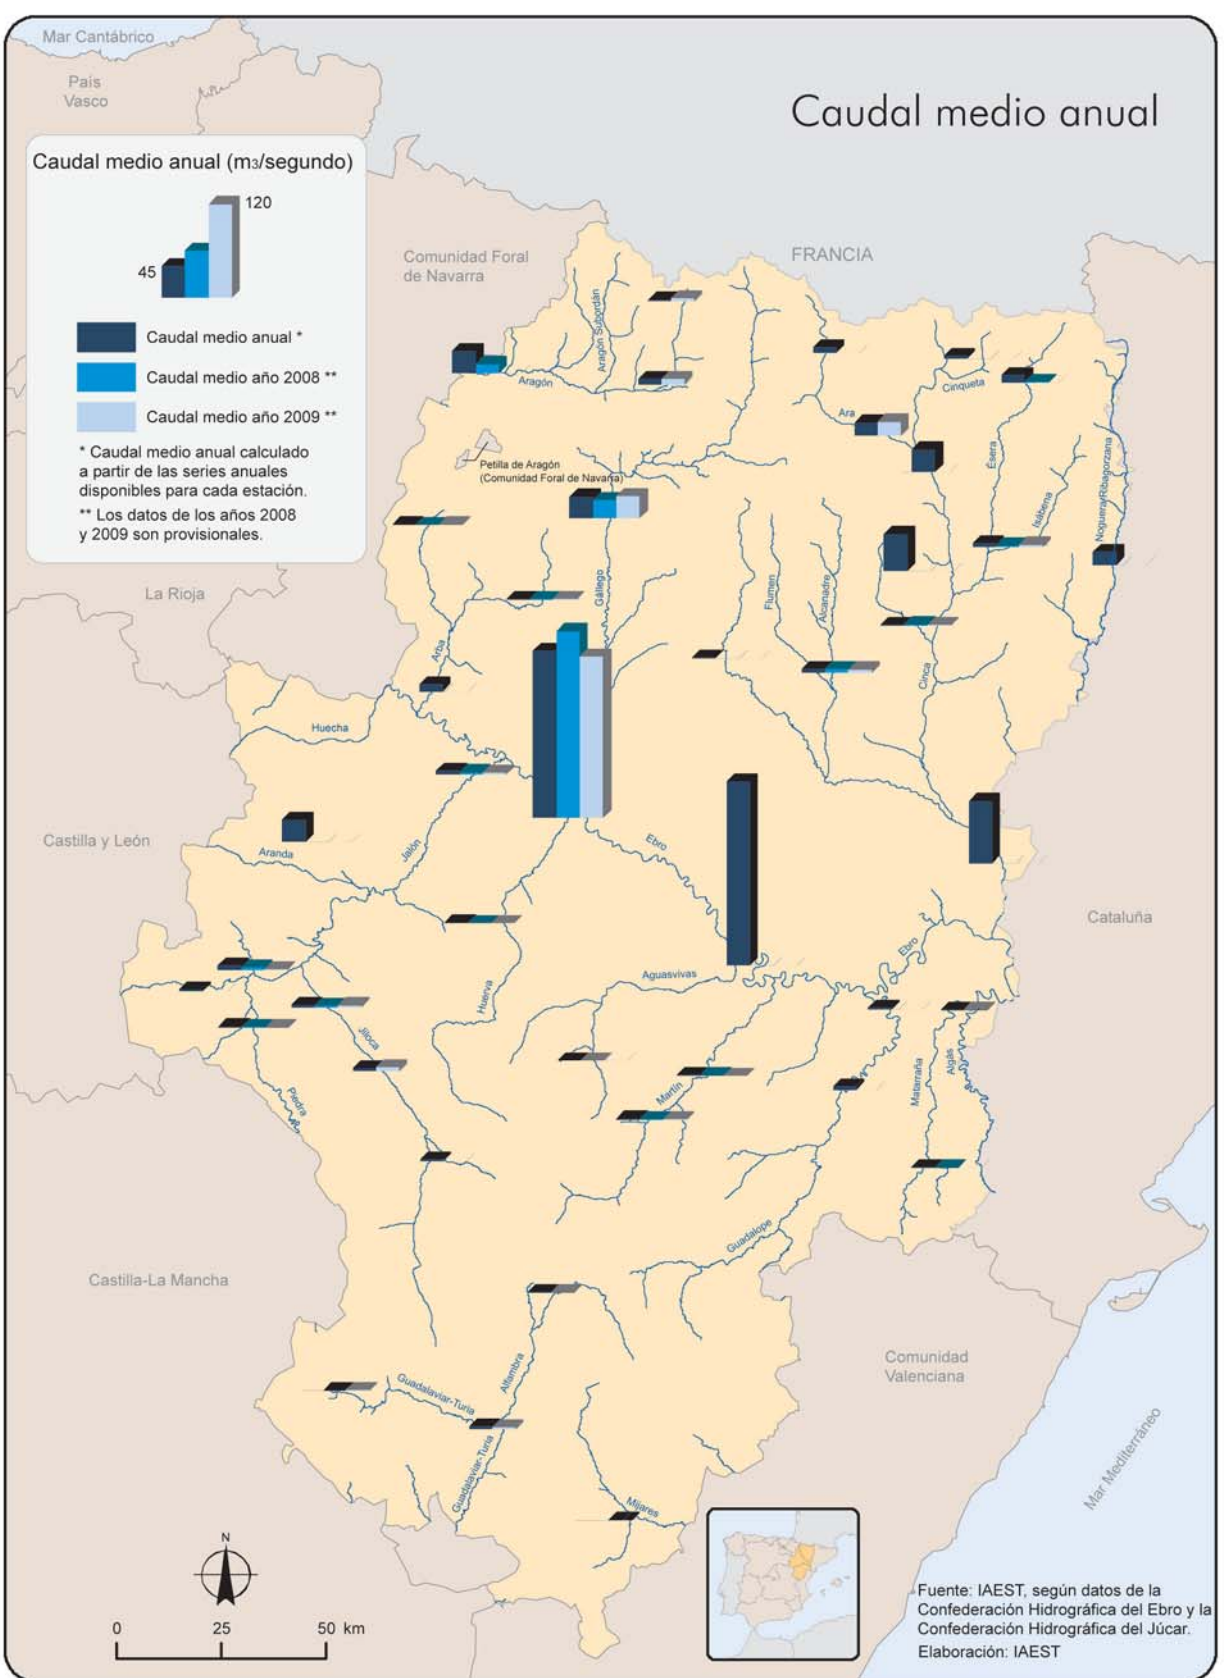 Mar Cantábrico
País
Vasco
Caudal medio anual
Caudal medio anual (m3/segundo)
120
45
Caudal medio anual *
Caudal medio año 2008 **
Caudal medio año 2009 **
* Caudal medio anual calculado
a partir de las series anuales
disponibles para cada estación.
** Los datos de los años 2008
y 2009 son provisionales.
Comunidad Foral
de Navarra
FRANCIA
Aragón Subordán
Aragón
Cinqueta
Ara
Ésera
Isábena
Noguera Ribagorzana
Petilla de Aragón
(Comunidad Foral de Navarra)
La Rioja
Gállego
Flumen
Alcanadre
Arba
Cinca
Huecha
Castilla y León
Aranda
Jalón
Ebro
Cataluña
Ebro
Aguasvivas
Huerva
Jiloca
Piedra
Martín
Matarraña
Algás
Guadalope
Castilla-La Mancha
Alfambra
Guadalaviar-Turia
Guadalaviar-Turia
Comunidad
Valenciana
Mar Mediterráneo
Mijares
N
0 25 50 km
Fuente: IAEST, según datos de la
Confederación Hidrográfica del Ebro y la
Confederación Hidrográfica del Júcar.
Elaboración: IAEST